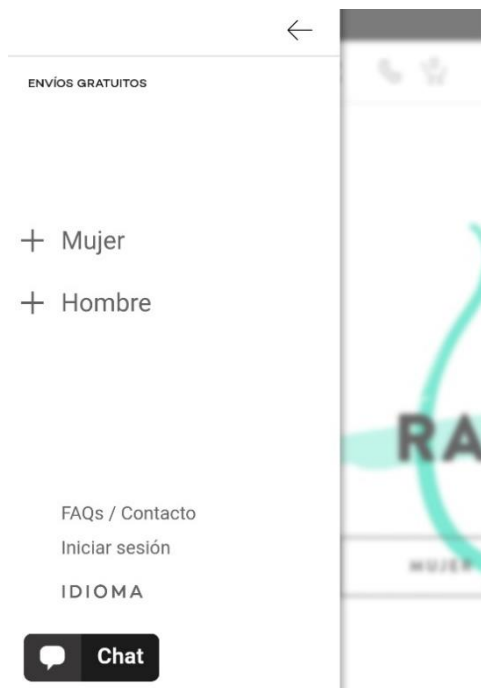 ENVÍOS GRATUITOS
Mujer
Hombre
RA
MUJER
FAQs / Contacto
Iniciar sesión
IDIOMA
Chat